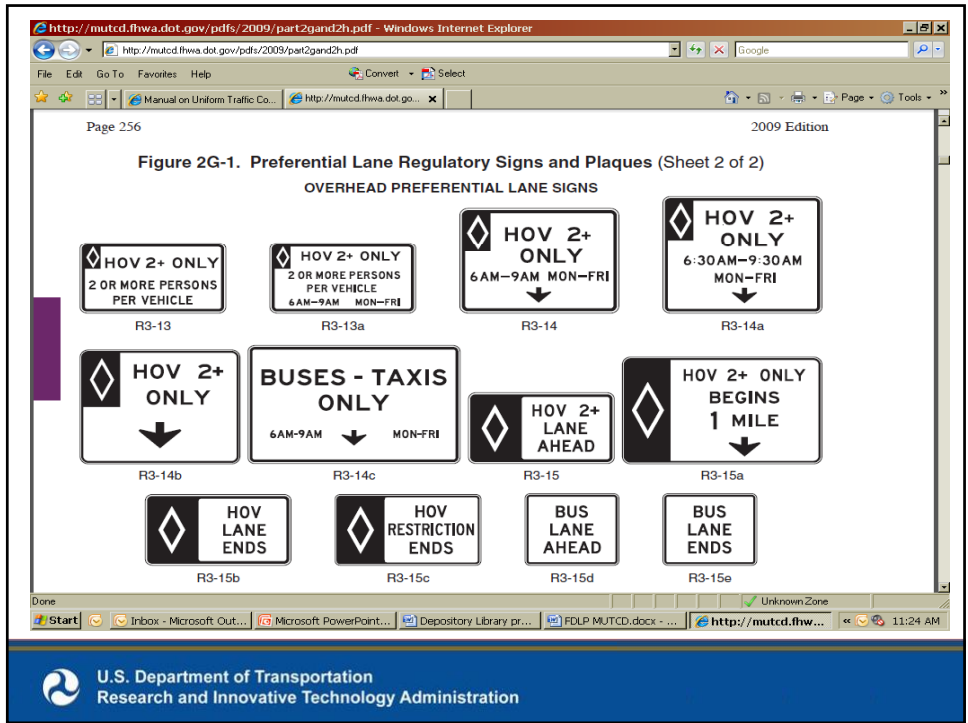 http://mutcd.fhwa.dot.gov/pdfs/2009/part2gand2h.pdf - Windows Internet Explorer
http://mutcd.fhwa.dot.gov/pdfs/2009/part2gand2h.pdf
Google
File Edit Go To Favorites Help
Convert Select
Manual on Uniform Traffic Co...
http://mutcd.fhwa.dot.go...
Page Tools
Page 256
2009 Edition
Figure 2G-1. Preferential Lane Regulatory Signs and Plaques (Sheet 2 of 2)
OVERHEAD PREFERENTIAL LANE SIGNS
HOV 2+ ONLY
2 OR MORE PERSONS
PER VEHICLE
R3-13
HOV 2+ ONLY
2 OR MORE PERSONS
PER VEHICLE
6AM-9AM MON-FRI
R3-13a
HOV 2+
ONLY
6AM-9AM MON-FRI
R3-14
HOV 2+
ONLY
6:30AM-9:30AM
MON-FRI
R3-14a
HOV 2+
ONLY
R3-14b
BUSES - TAXIS
ONLY
6AM-9AM MON-FRI
R3-14c
HOV 2+
LANE
AHEAD
R3-15
HOV 2+ ONLY
BEGINS
1 MILE
R3-15a
HOV
LANE
ENDS
R3-15b
HOV
RESTRICTION
ENDS
R3-15c
BUS
LANE
AHEAD
R3-15d
BUS
LANE
ENDS
R3-15e
Done
Unknown Zone
Start
Inbox - Microsoft Out...
Microsoft PowerPoint...
Depository Library pr...
FDLP MUTCD.docx - ...
http://mutcd.fhw...
11:24 AM
U.S. Department of Transportation
Research and Innovative Technology Administration